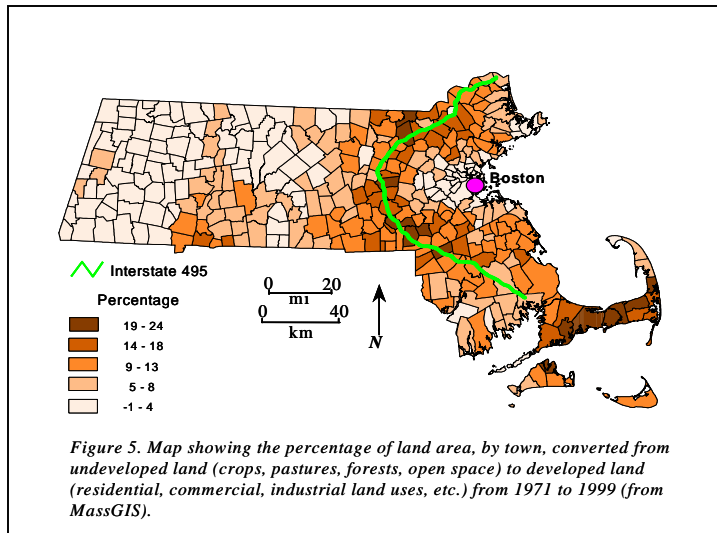 Boston
Interstate 495
Percentage
19 - 24
14 - 18
9 - 13
5 - 8
-1 - 4
0 20
mi
0 40
km
N
Figure 5. Map showing the percentage of land area, by town, converted from
undeveloped land (crops, pastures, forests, open space) to developed land
(residential, commercial, industrial land uses, etc.) from 1971 to 1999 (from
MassGIS).